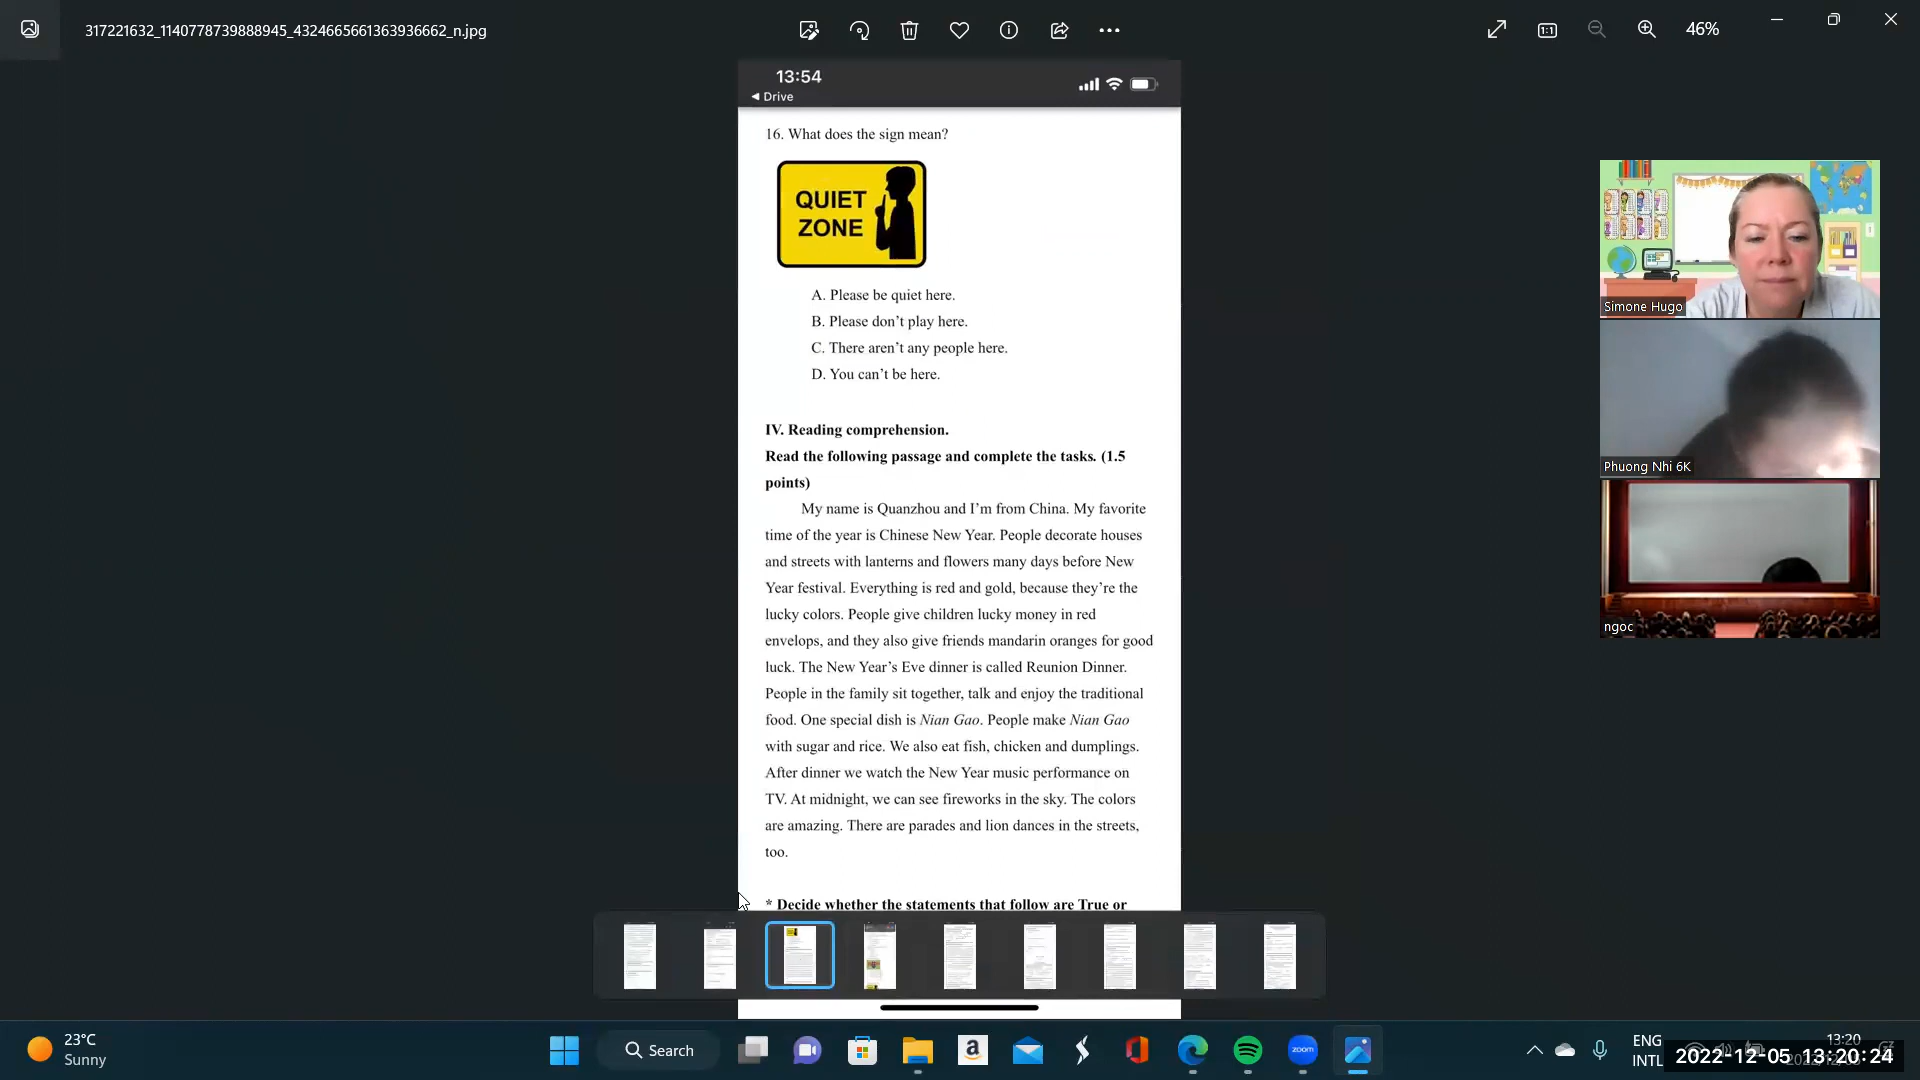 317221632_1140778739888945_4324665661363936662_n.jpg
46%
13:54
Drive
16. What does the sign mean?
QUIET
ZONE
A. Please be quiet here.
B. Please don’t play here.
C. There aren’t any people here.
D. You can’t be here.
IV. Reading comprehension.
Read the following passage and complete the tasks. (1.5
points)
My name is Quanzhou and I’m from China. My favorite
time of the year is Chinese New Year. People decorate houses
and streets with lanterns and flowers many days before New
Year festival. Everything is red and gold, because they’re the
lucky colors. People give children lucky money in red
envelops, and they also give friends mandarin oranges for good
luck. The New Year’s Eve dinner is called Reunion Dinner.
People in the family sit together, talk and enjoy the traditional
food. One special dish is Nian Gao. People make Nian Gao
with sugar and rice. We also eat fish, chicken and dumplings.
After dinner we watch the New Year music performance on
TV. At midnight, we can see fireworks in the sky. The colors
are amazing. There are parades and lion dances in the streets,
too.
* Decide whether the statements that follow are True or
Simone Hugo
Phuong Nhi 6K
ngoc
23°C
Sunny
Search
zoom
ENG
INTL
13:20
2022-12-05 13:20:24